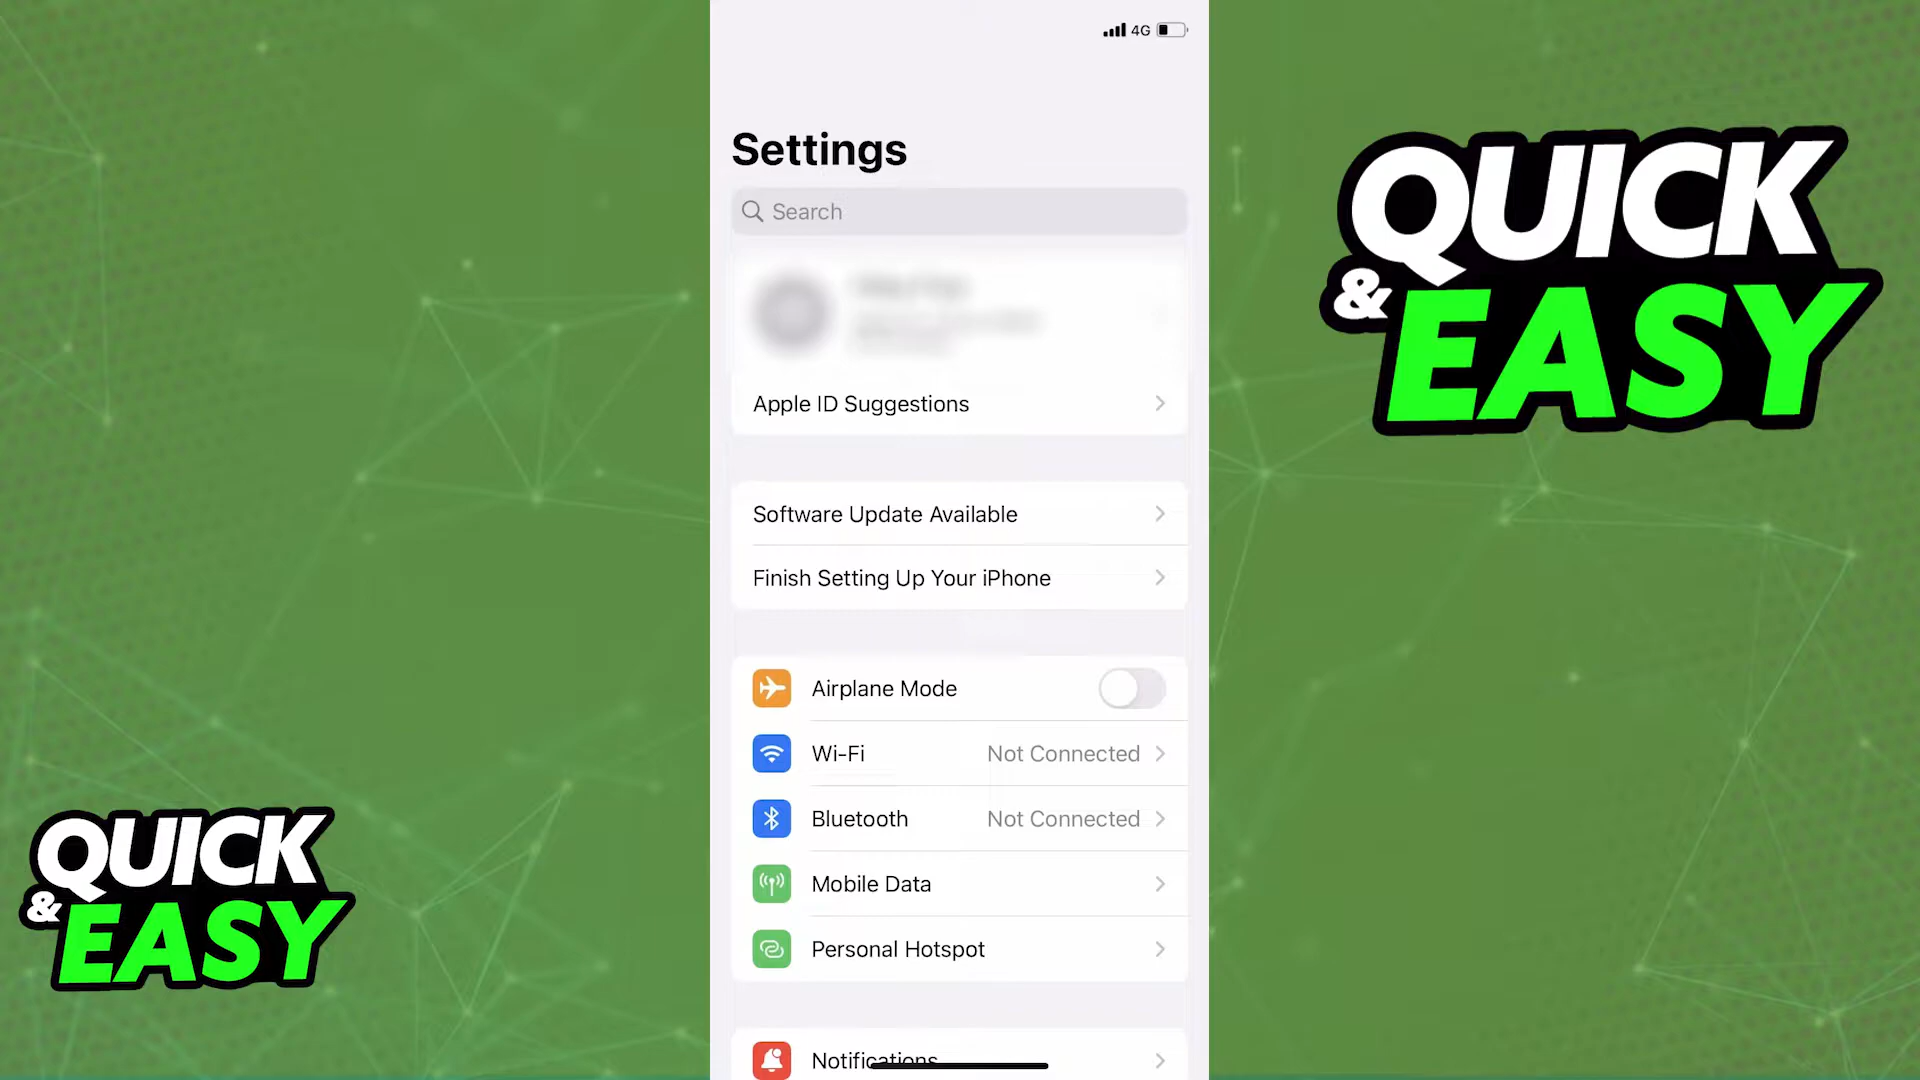 4G
Settings
Search
Apple ID Suggestions
Software Update Available
Finish Setting Up Your iPhone
Airplane Mode
Wi-Fi Not Connected
Bluetooth Not Connected
Mobile Data
Personal Hotspot
Notifications
QUICK
& EASY
QUICK
& EASY